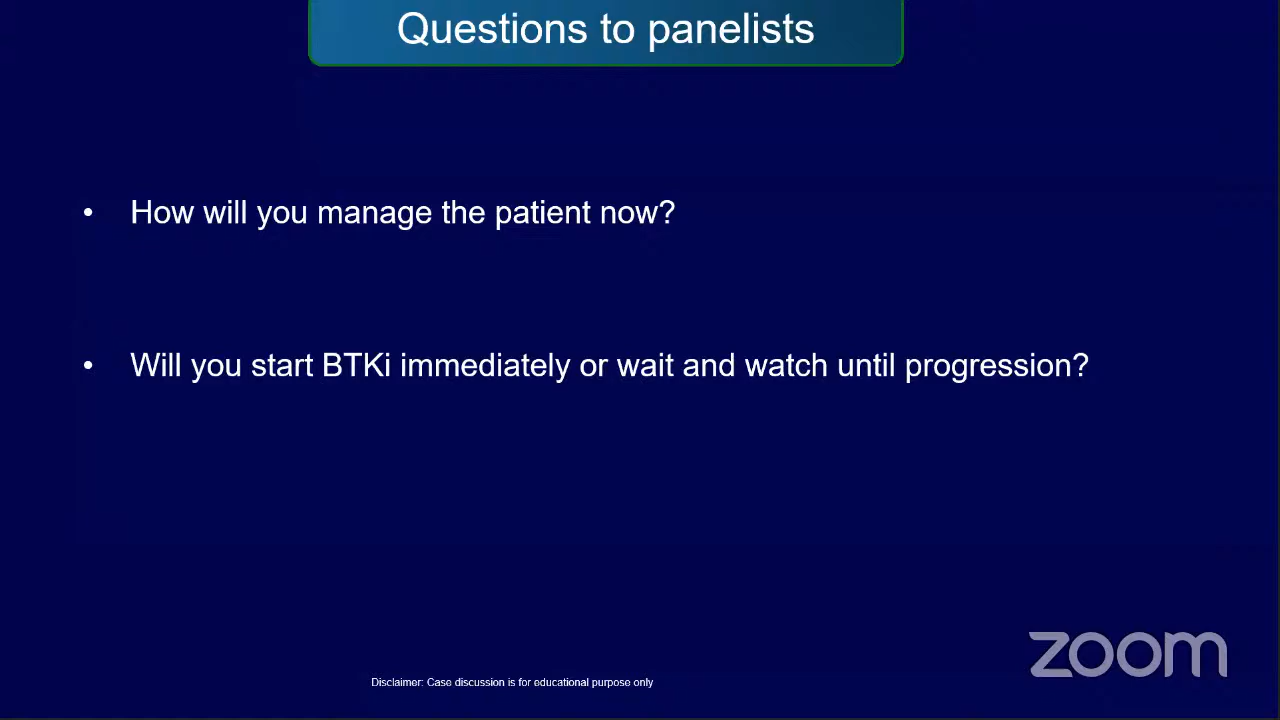 Questions to panelists
• How will you manage the patient now?
• Will you start BTKi immediately or wait and watch until progression?
zoom
Disclaimer: Case discussion is for educational purpose only